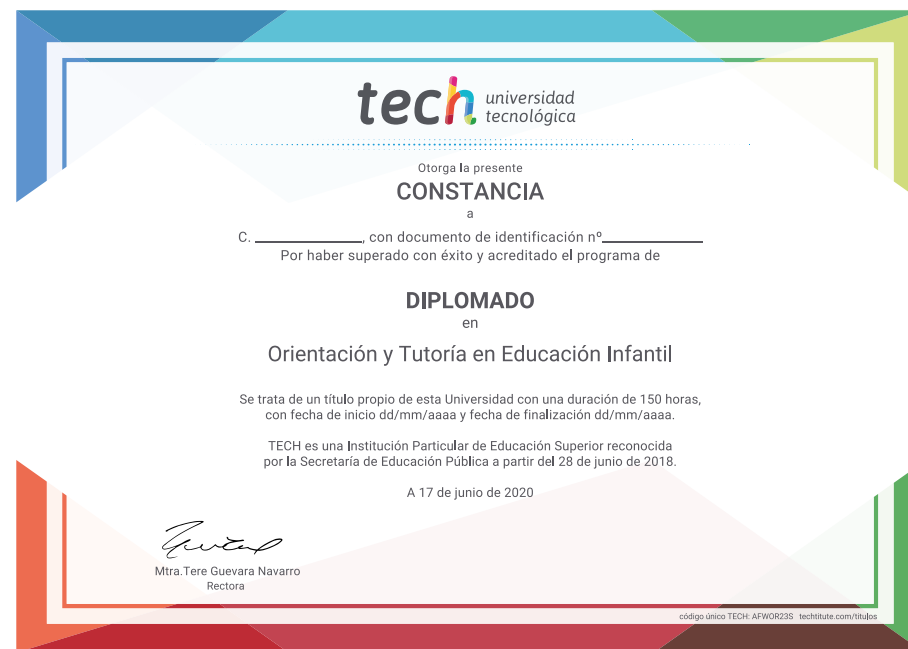 tech universidad
tecnológica
Otorga la presente
CONSTANCIA
a
C. ______________, con documento de identificación nº______________
Por haber superado con éxito y acreditado el programa de
DIPLOMADO
en
Orientación y Tutoría en Educación Infantil
Se trata de un título propio de esta Universidad con una duración de 150 horas,
con fecha de inicio dd/mm/aaaa y fecha de finalización dd/mm/aaaa.
TECH es una Institución Particular de Educación Superior reconocida
por la Secretaría de Educación Pública a partir del 28 de junio de 2018.
A 17 de junio de 2020
Mtra.Tere Guevara Navarro
Rectora
código único TECH: AFWOR23S techtitute.com/titulos